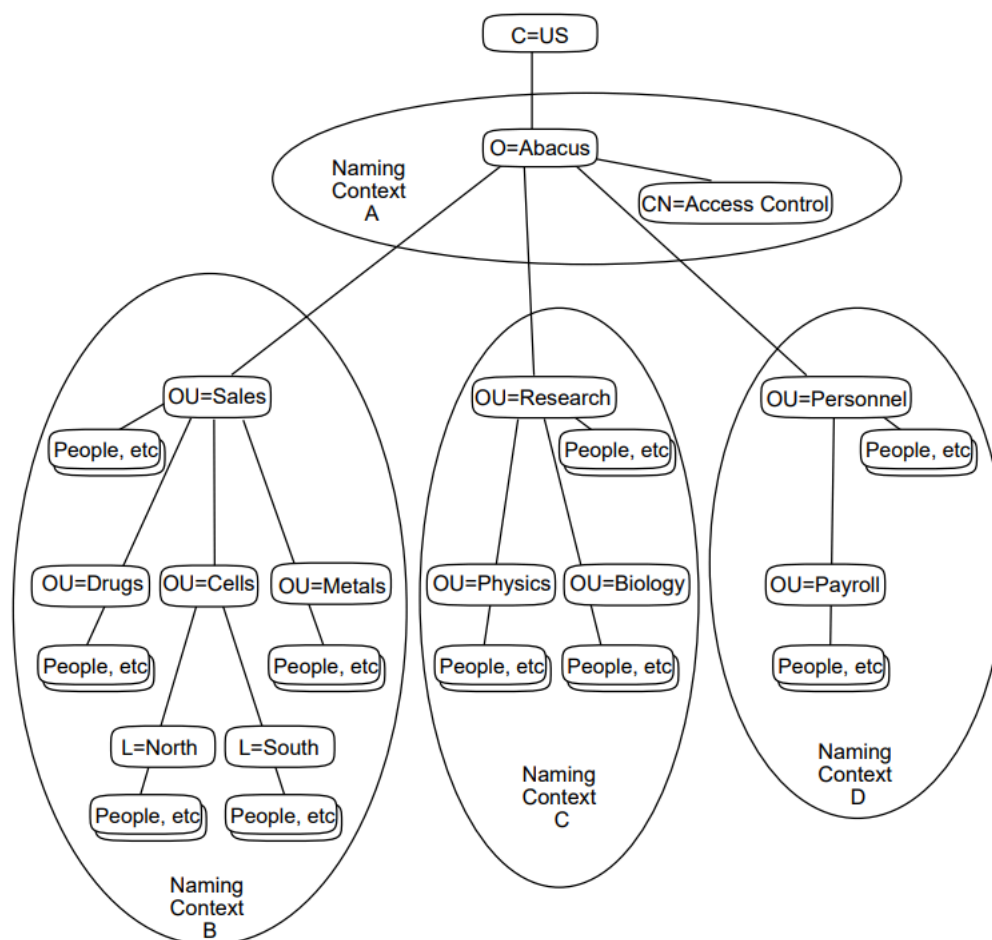 C=US
O=Abacus
Naming
Context
A
CN=Access Control
OU=Sales
OU=Research
OU=Personnel
People, etc
People, etc
People, etc
OU=Drugs
OU=Cells
OU=Metals
OU=Physics
OU=Biology
OU=Payroll
People, etc
People, etc
People, etc
People, etc
People, etc
L=North
L=South
People, etc
People, etc
Naming
Context
C
Naming
Context
D
Naming
Context
B